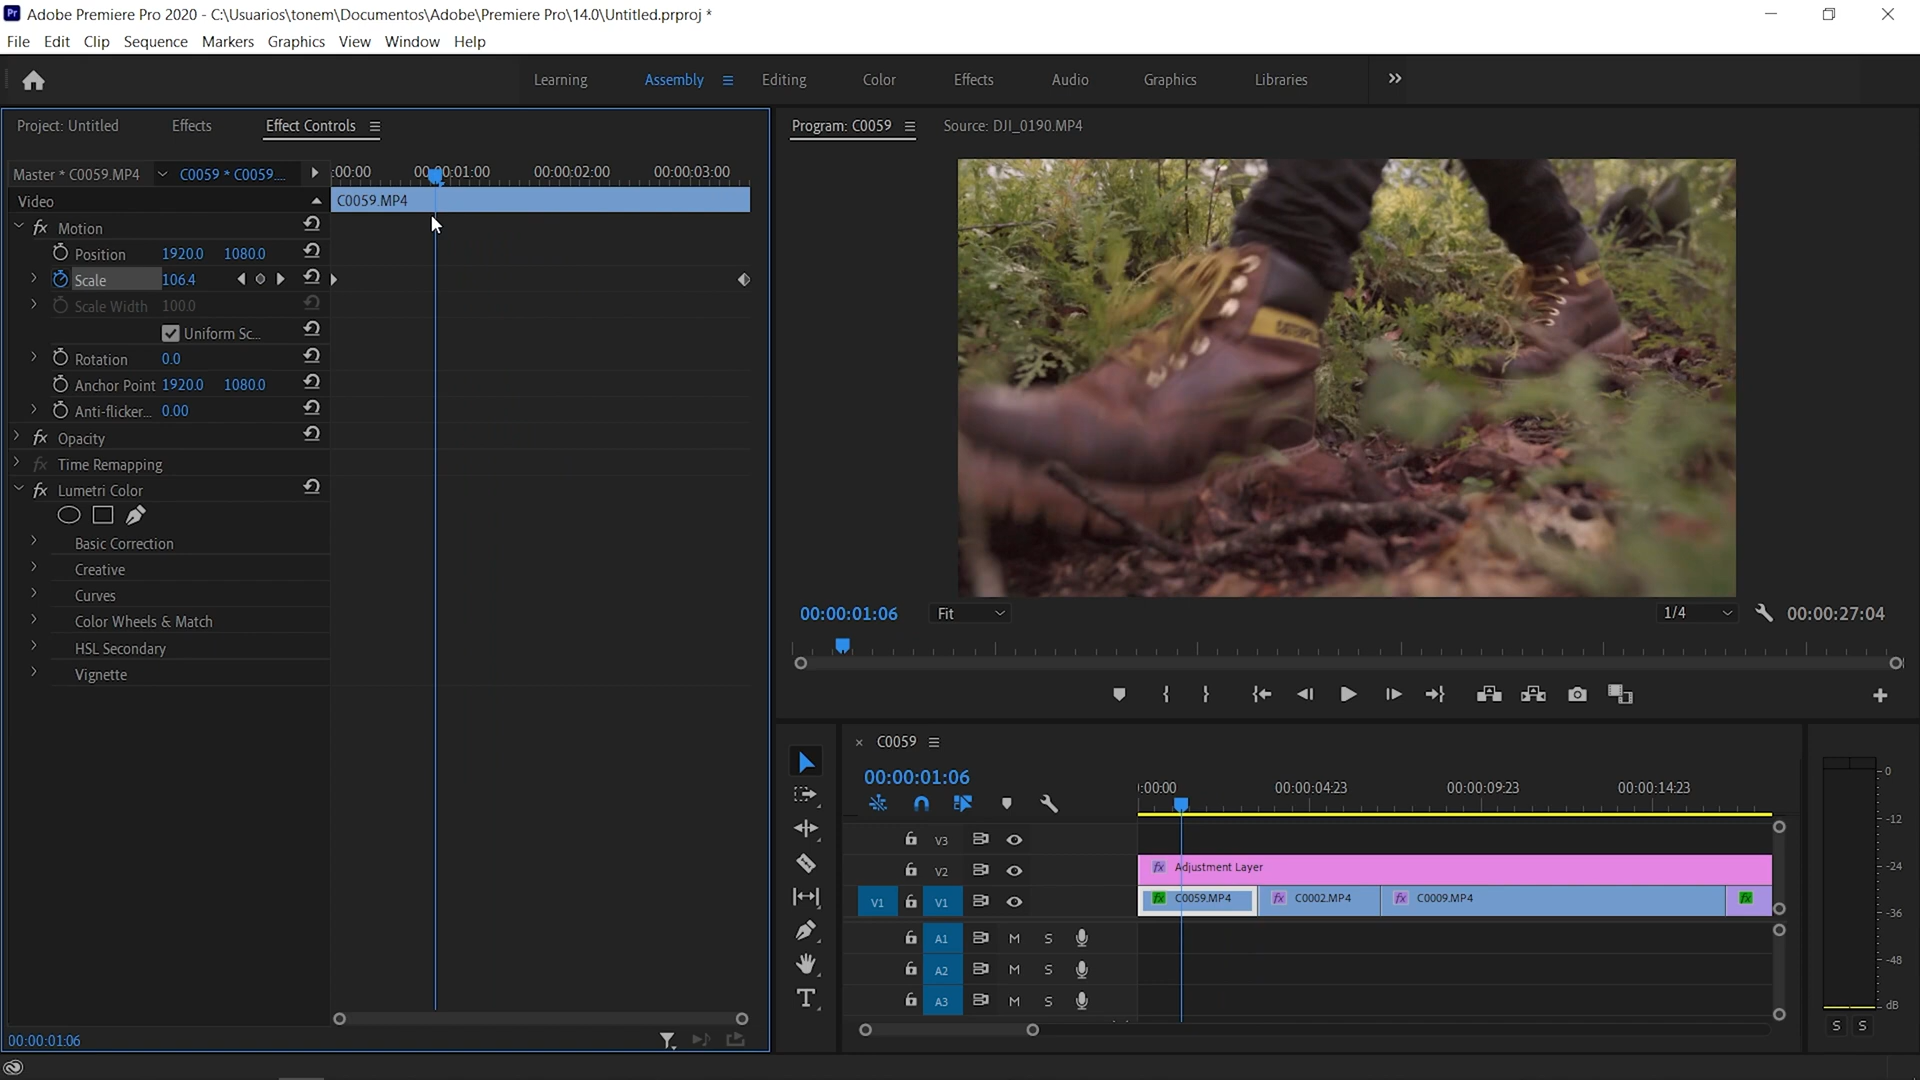 Pr Adobe Premiere Pro 2020 - C:\Usuarios\tonem\Documentos\Adobe\Premiere Pro\14.0\Untitled.prproj *
File Edit Clip Sequence Markers Graphics View Window Help
Learning Assembly Editing Color Effects Audio Graphics Libraries
Project: Untitled Effects Effect Controls
Program: C0059 Source: DJI_0190.MP4
Master * C0059.MP4 C0059 * C0059.... :00:00 00:00:01:00 00:00:02:00 00:00:03:00
Video C0059.MP4
fx Motion
Position 1920.0 1080.0
Scale 106.4
Scale Width 100.0
Uniform Sc...
Rotation 0.0
Anchor Point 1920.0 1080.0
Anti-flicker... 0.00
fx Opacity
fx Time Remapping
fx Lumetri Color
Basic Correction
Creative
Curves
Color Wheels & Match
HSL Secondary
Vignette
00:00:01:06
00:00:01:06 Fit 1/4 00:00:27:04
C0059
00:00:01:06
:00:00 00:00:04:23 00:00:09:23 00:00:14:23
V3
V2 fx Adjustment Layer
V1 V1 fx C0059.MP4 fx C0002.MP4 fx C0009.MP4 fx
A1 M S
A2 M S
A3 M S
T
0
-12
-24
-36
-48
dB
S S